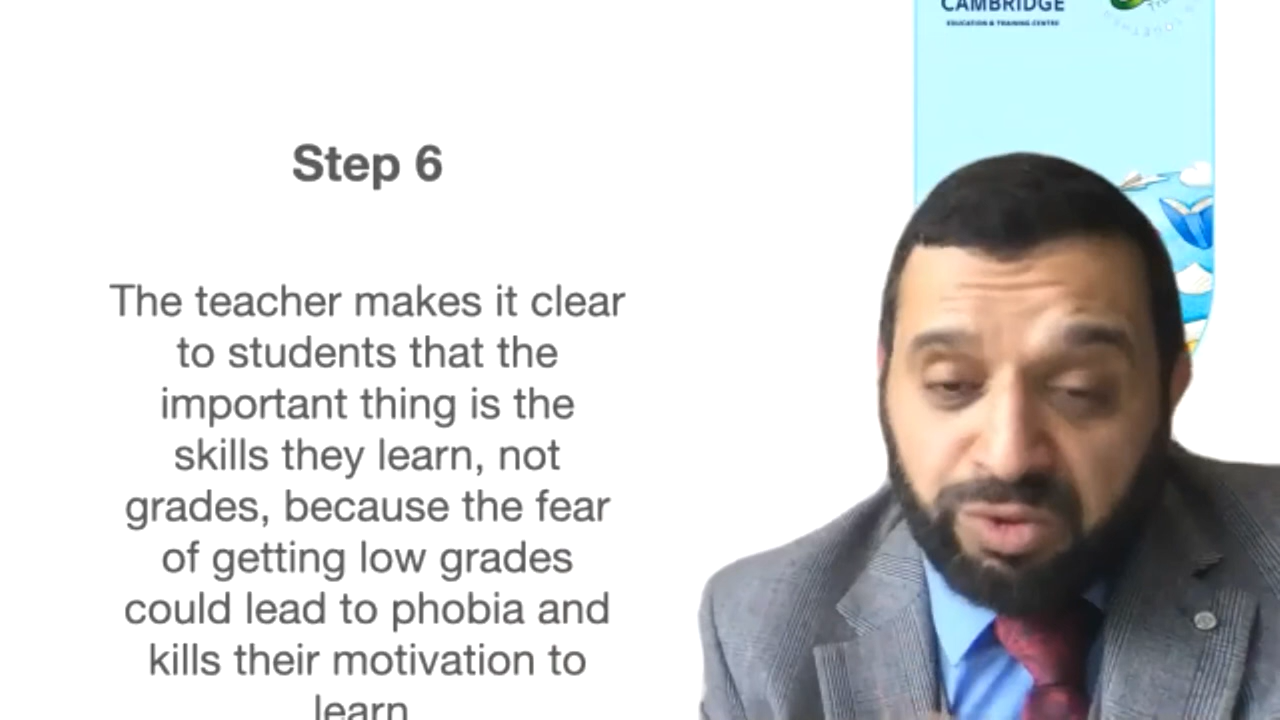 CAMBRIDGE
EDUCATION & TRAINING CENTRE
Step 6
The teacher makes it clear
to students that the
important thing is the
skills they learn, not
grades, because the fear
of getting low grades
could lead to phobia and
kills their motivation to
learn